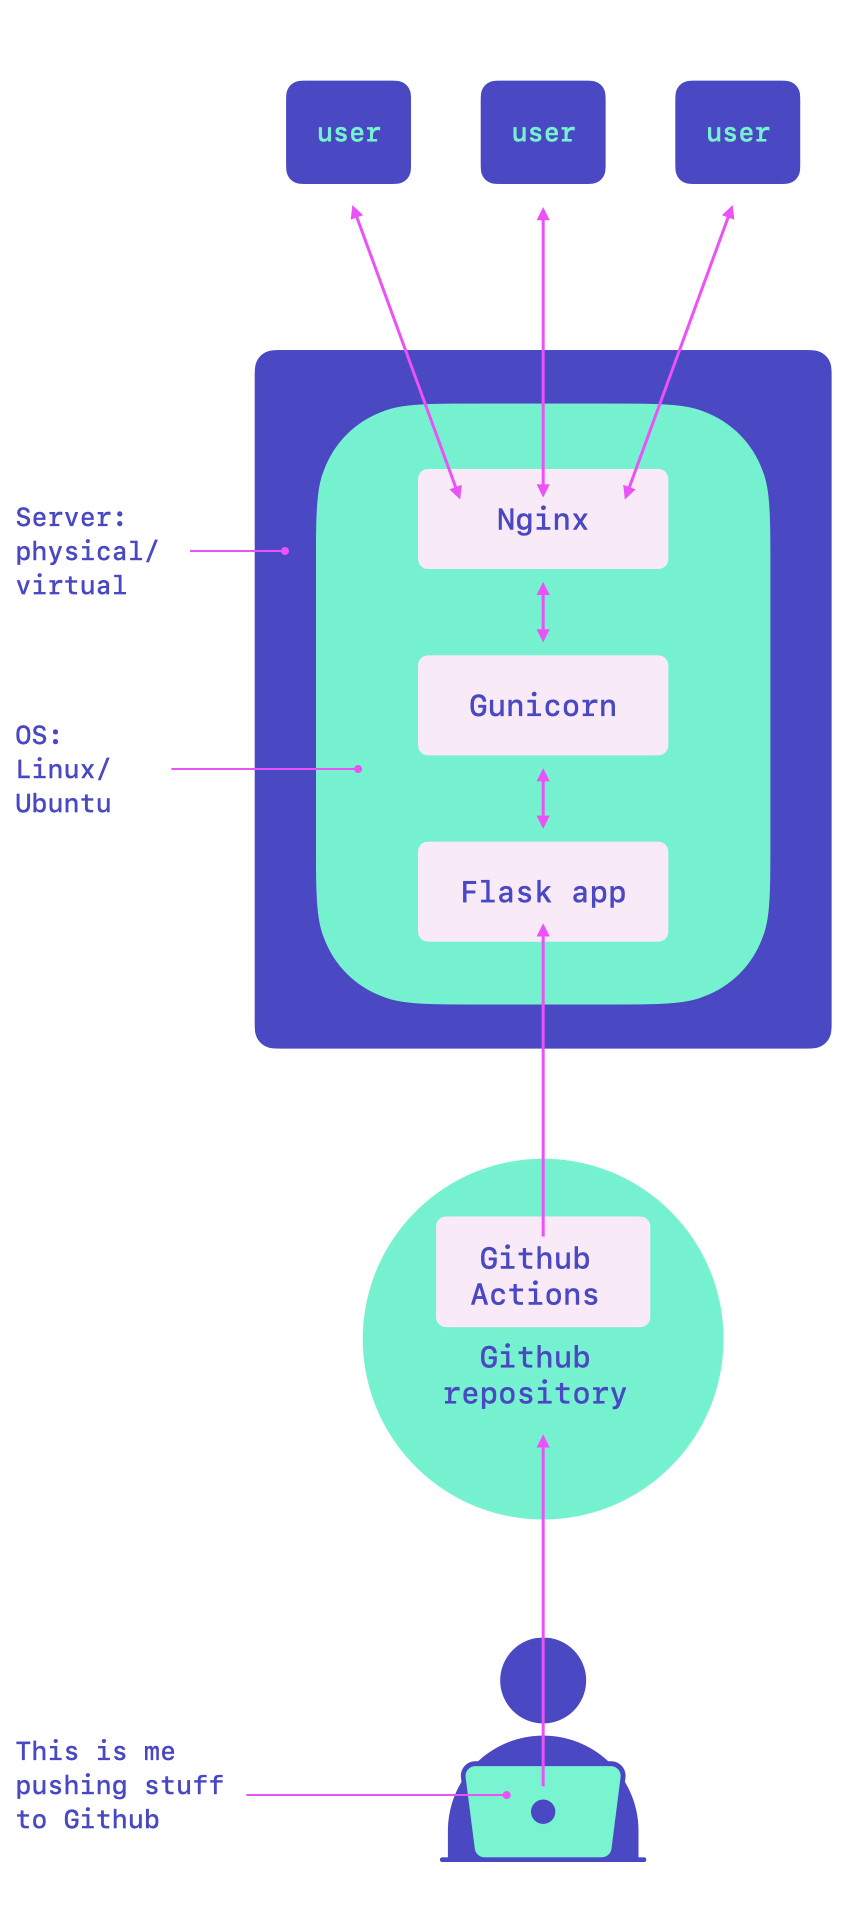 user
user
user
Nginx
Server:
physical/
virtual
Gunicorn
OS:
Linux/
Ubuntu
Flask app
Github
Actions
Github
repository
This is me
pushing stuff
to Github